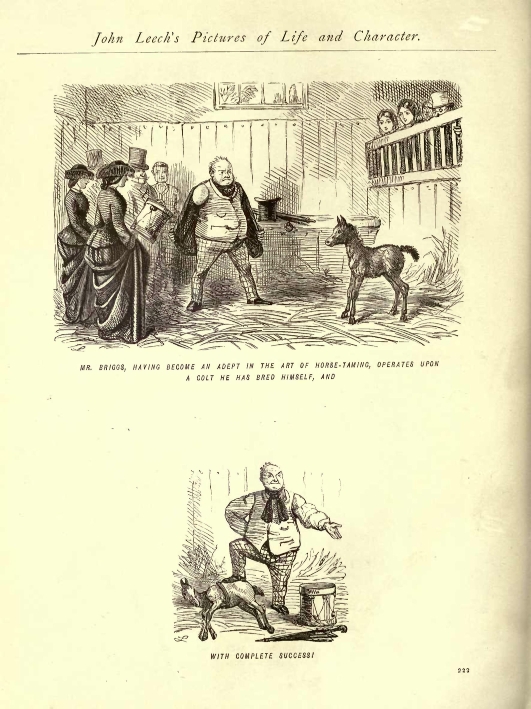 John Leech's Pictures of Life and Character.
MR. BRIGGS, HAVING BECOME AN ADEPT IN THE ART OF HORSE-TAMING, OPERATES UPON
A COLT HE HAS BRED HIMSELF, AND
WITH COMPLETE SUCCESS!